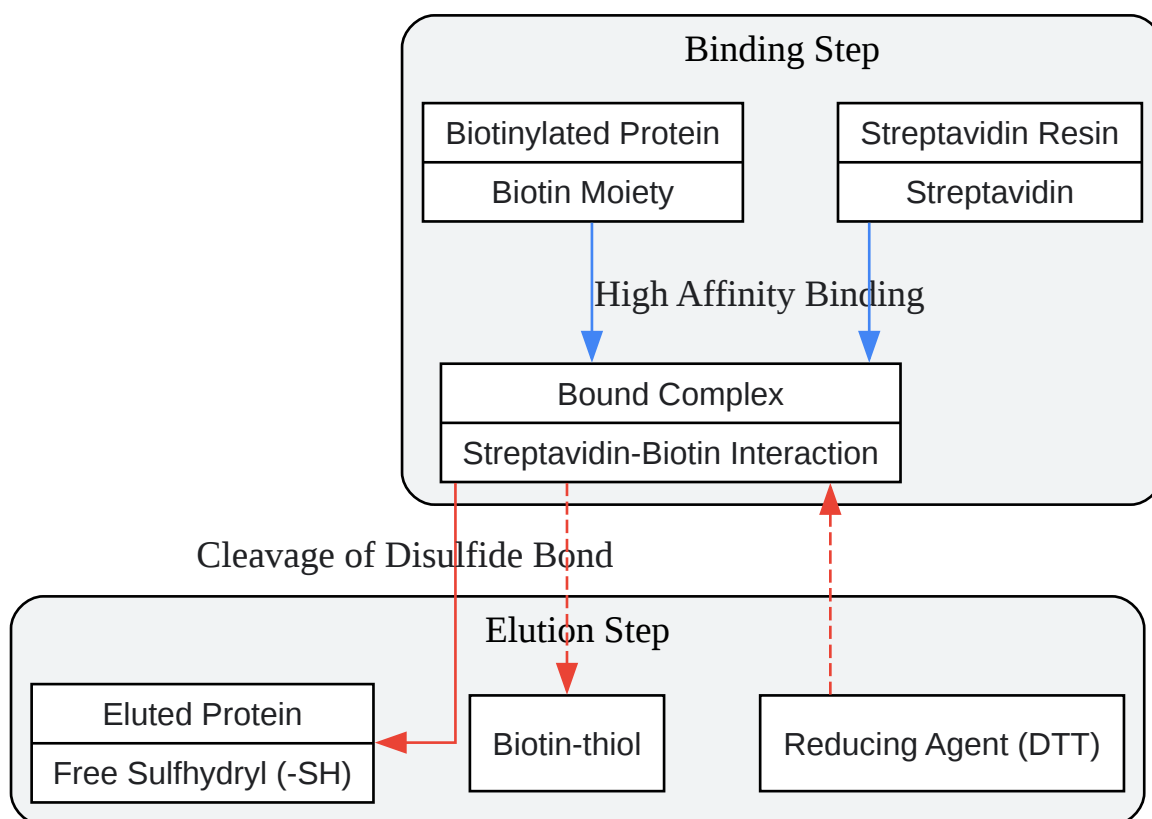 Binding Step
Biotinylated Protein
Biotin Moiety
Streptavidin Resin
Streptavidin
High Affinity Binding
Bound Complex
Streptavidin-Biotin Interaction
Cleavage of Disulfide Bond
Elution Step
Eluted Protein
Free Sulfhydryl (-SH)
Biotin-thiol
Reducing Agent (DTT)